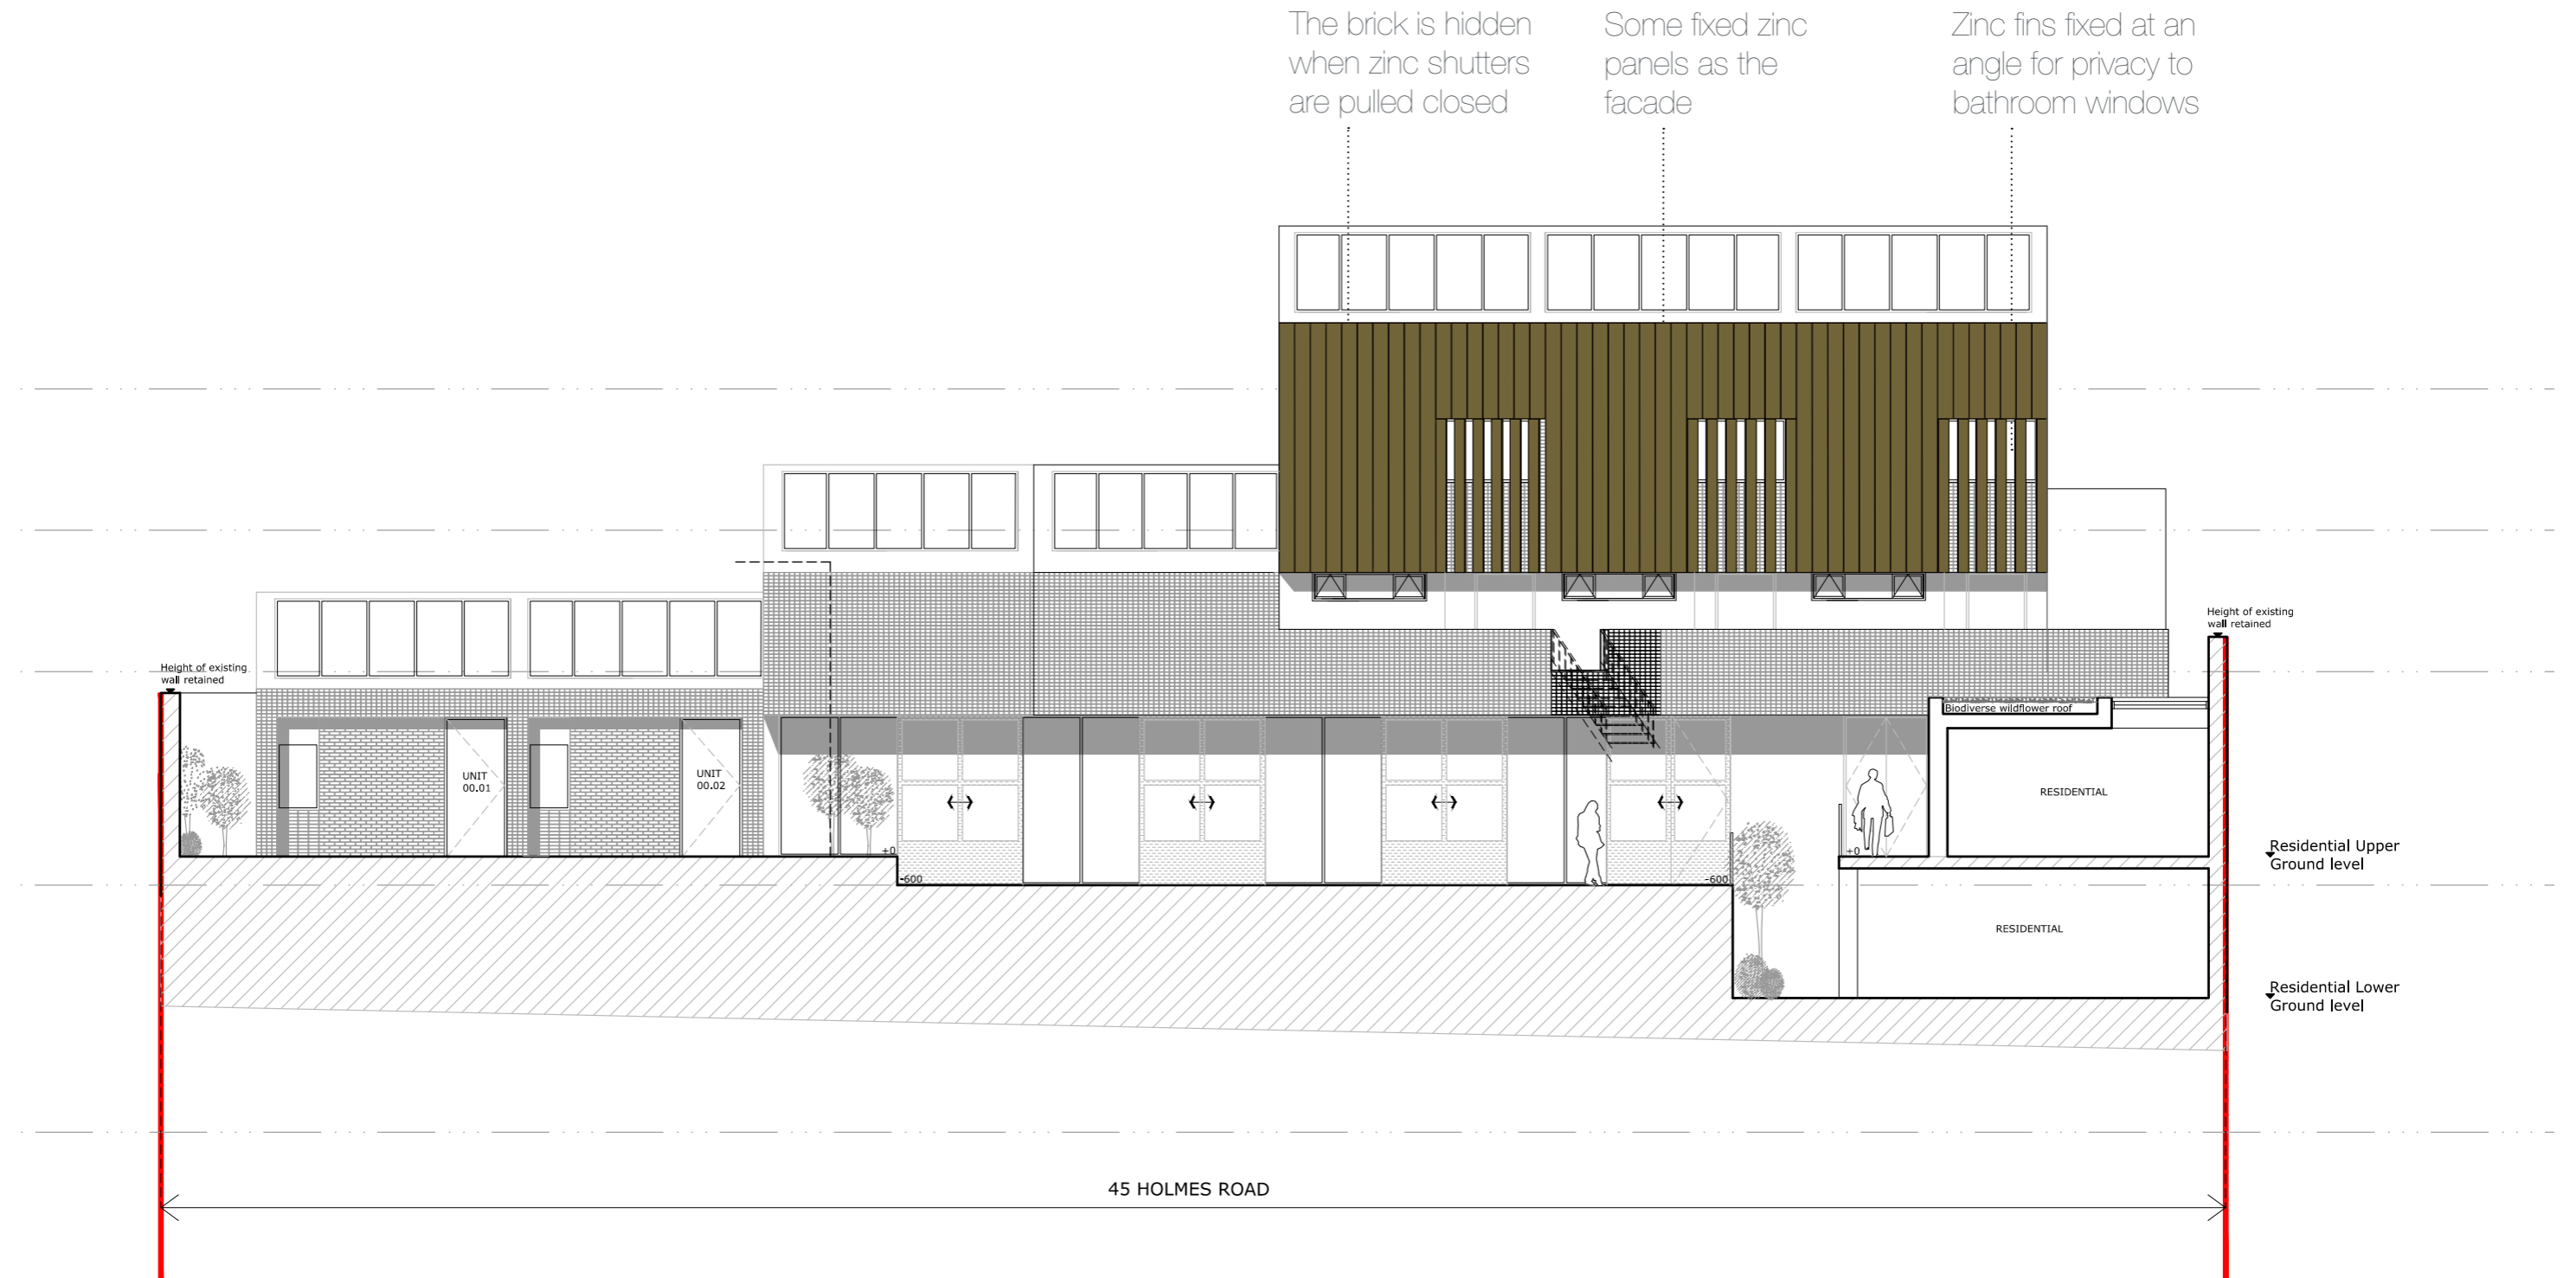 The brick is hidden
when zinc shutters
are pulled closed
Some fixed zinc
panels as the
facade
Zinc fins fixed at an
angle for privacy to
bathroom windows
Height of existing
wall retained
Height of existing
wall retained
Biodiverse wildflower roof
UNIT
00.01
UNIT
00.02
RESIDENTIAL
+0
-600
-600
+0
Residential Upper
Ground level
RESIDENTIAL
Residential Lower
Ground level
45 HOLMES ROAD